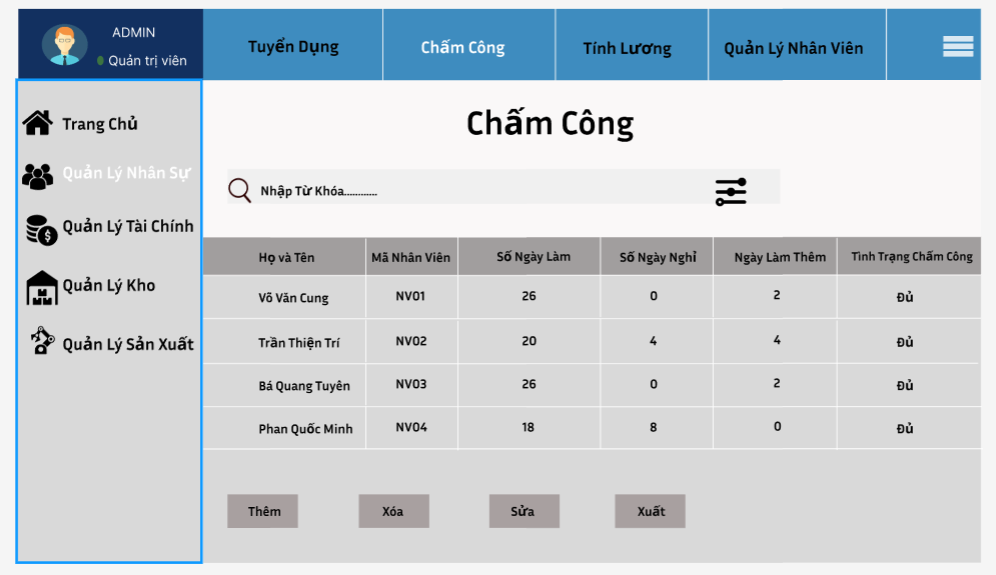 ADMIN
Quản trị viên
Tuyển Dụng
Chấm Công
Tính Lương
Quản Lý Nhân Viên
Trang Chủ
Quản Lý Nhân Sự
Quản Lý Tài Chính
Quản Lý Kho
Quản Lý Sản Xuất
Chấm Công
Nhập Từ Khóa............
Họ và Tên Mã Nhân Viên Số Ngày Làm Số Ngày Nghỉ Ngày Làm Thêm Tình Trạng Chấm Công
Võ Văn Cung NV01 26 0 2 Đủ
Trần Thiện Trí NV02 20 4 4 Đủ
Bá Quang Tuyên NV03 26 0 2 Đủ
Phan Quốc Minh NV04 18 8 0 Đủ
Thêm Xóa Sửa Xuất